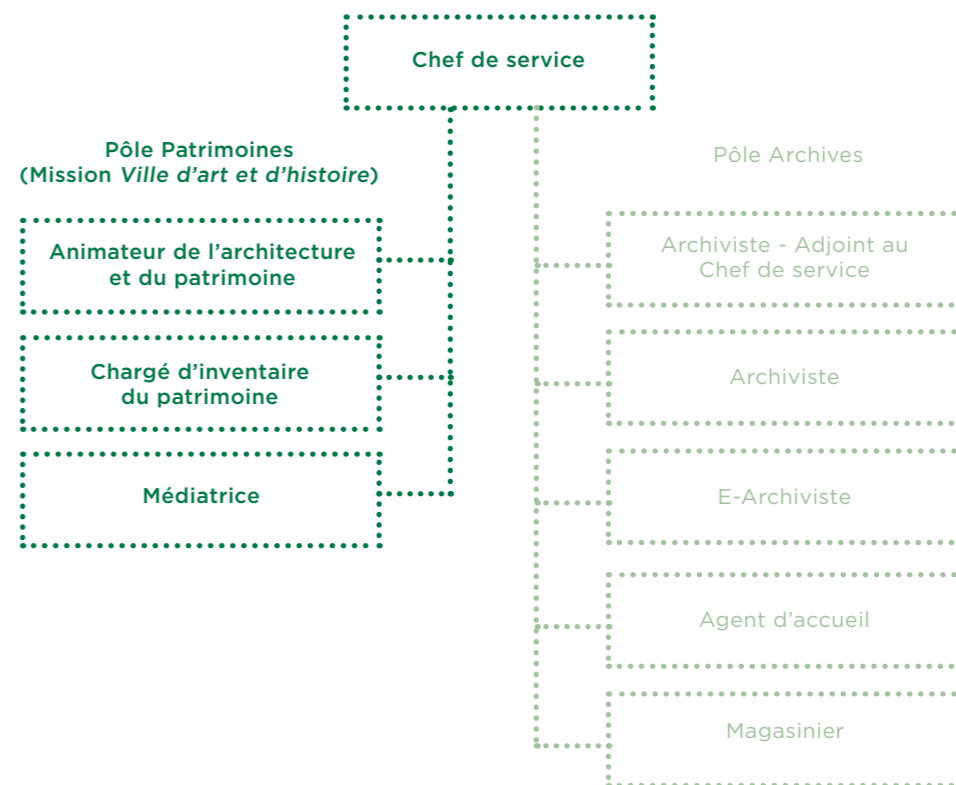 Chef de service
Pôle Patrimoines
(Mission Ville d’art et d’histoire)
Animateur de l’architecture
et du patrimoine
Chargé d’inventaire
du patrimoine
Médiatrice
Pôle Archives
Archiviste - Adjoint au
Chef de service
Archiviste
E-Archiviste
Agent d’accueil
Magasinier